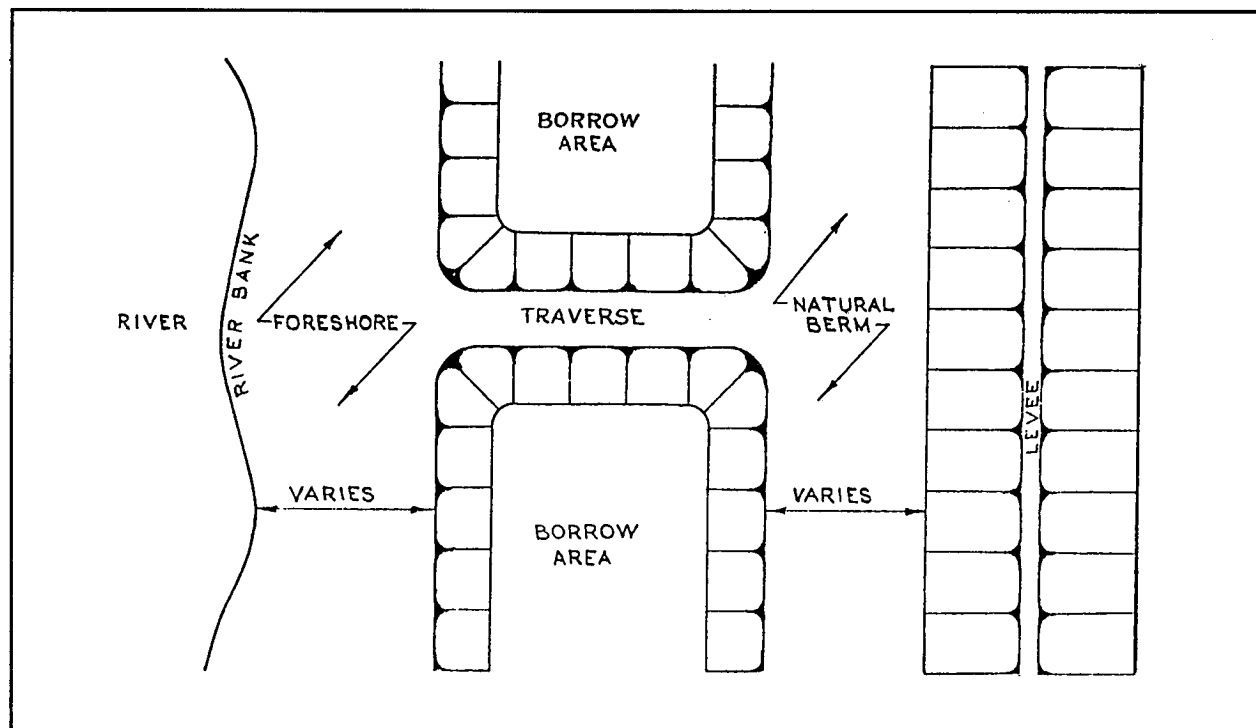 BORROW
AREA
RIVER
RIVER BANK
FORESHORE
TRAVERSE
NATURAL
BERM
LEVEE
VARIES
VARIES
BORROW
AREA